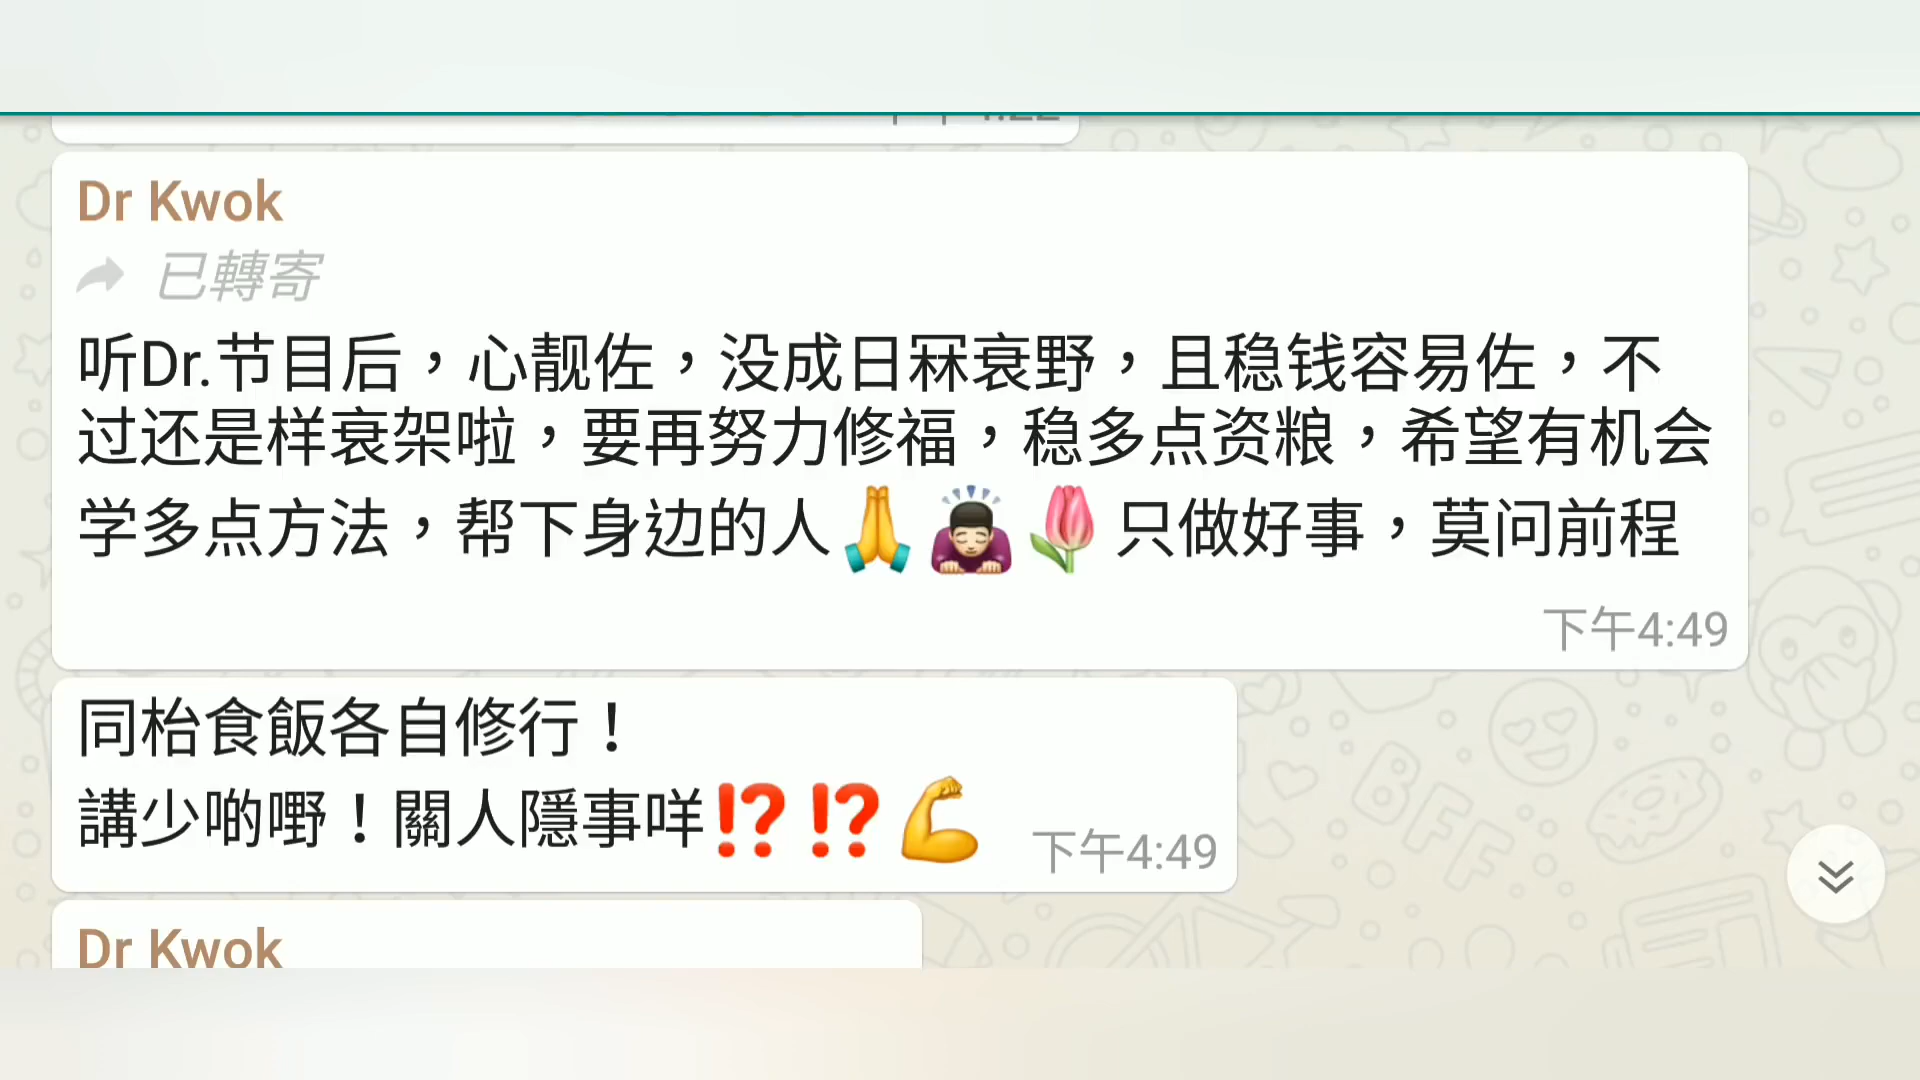 Dr Kwok
已轉寄
听Dr.节目后，心靓佐，没成日冧衰野，且稳钱容易佐，不
过还是样衰架啦，要再努力修福，稳多点资粮，希望有机会
学多点方法，帮下身边的人🙏🙇🏻🌷 只做好事，莫问前程
下午4:49
同枱食飯各自修行！
講少啲嘢！關人隱事咩⁉️⁉️💪
下午4:49
Dr Kwok